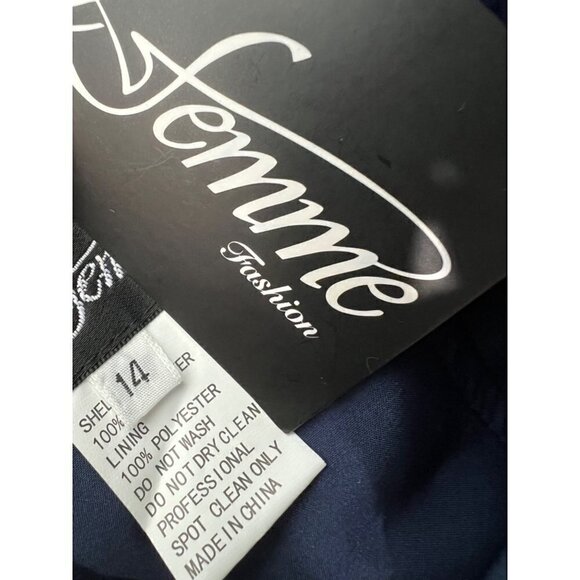 Femme
Fashion
14
100%
LINING
100% POLYESTER
DO NOT WASH
DO NOT DRY CLEAN
PROFESSIONAL
SPOT CLEAN ONLY
MADE IN CHINA